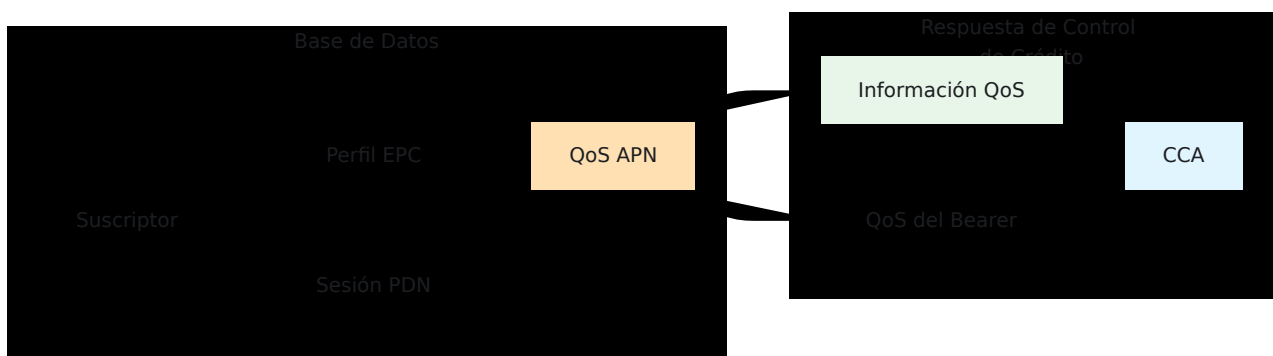 Base de Datos
Suscriptor
Perfil EPC
Sesión PDN
QoS APN
Respuesta de Control
de Crédito
Información QoS
QoS del Bearer
CCA